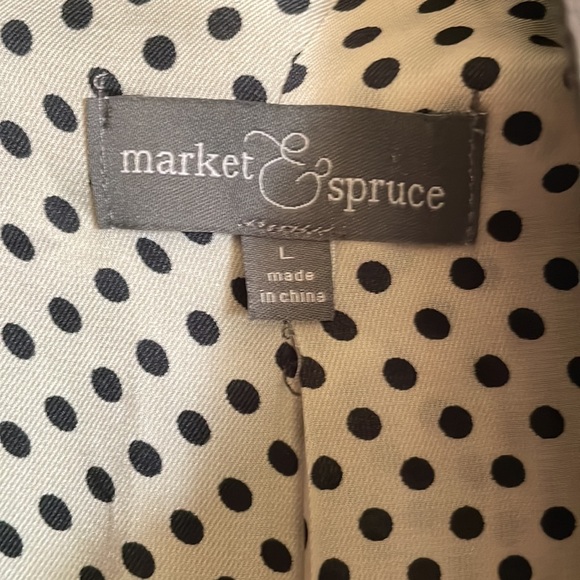 market & spruce
L
made
in china